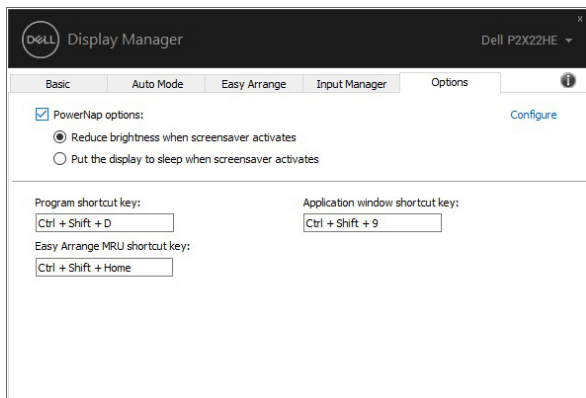 x
DELL Display Manager
Dell P2X22HE
Basic Auto Mode Easy Arrange Input Manager Options i
PowerNap options: Configure
Reduce brightness when screensaver activates
Put the display to sleep when screensaver activates
Program shortcut key: Application window shortcut key:
Ctrl + Shift + D Ctrl + Shift + 9
Easy Arrange MRU shortcut key:
Ctrl + Shift + Home